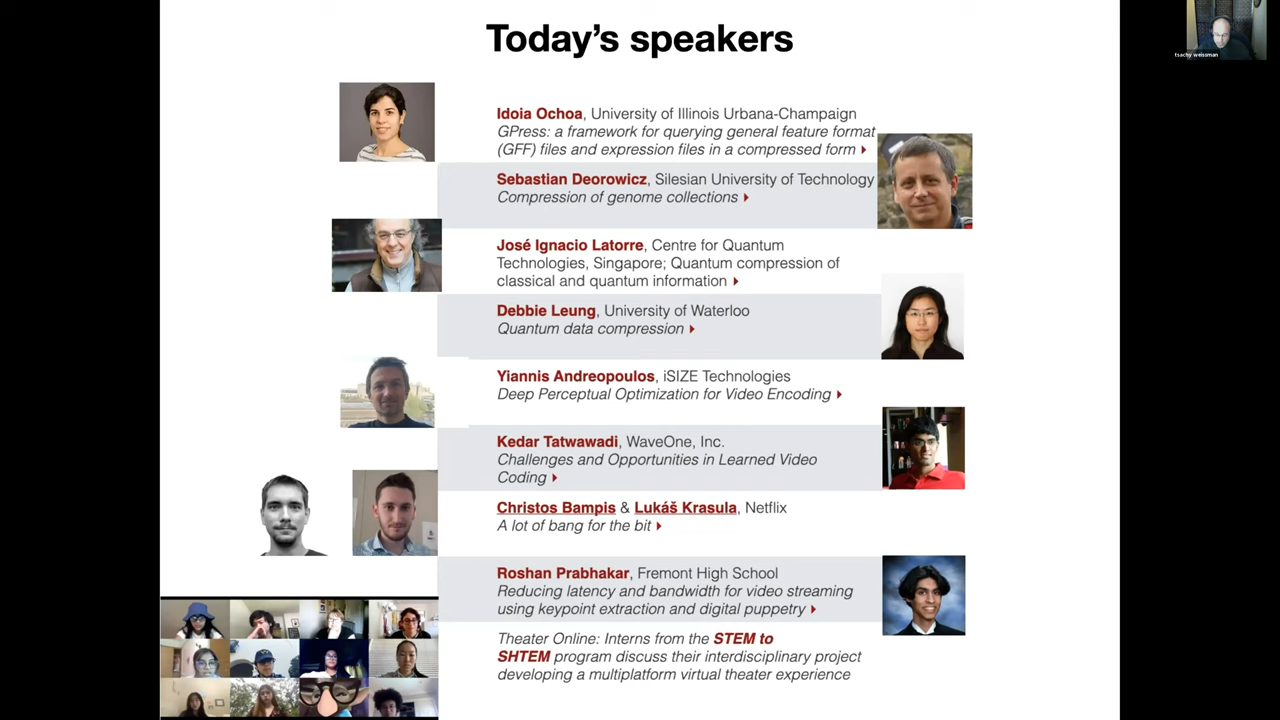 Today's speakers
tsachy weissman
Idoia Ochoa, University of Illinois Urbana-Champaign
GPress: a framework for querying general feature format
(GFF) files and expression files in a compressed form
Sebastian Deorowicz, Silesian University of Technology
Compression of genome collections
José Ignacio Latorre, Centre for Quantum
Technologies, Singapore; Quantum compression of
classical and quantum information
Debbie Leung, University of Waterloo
Quantum data compression
Yiannis Andreopoulos, iSIZE Technologies
Deep Perceptual Optimization for Video Encoding
Kedar Tatwawadi, WaveOne, Inc.
Challenges and Opportunities in Learned Video
Coding
Christos Bampis & Lukáš Krasula, Netflix
A lot of bang for the bit
Roshan Prabhakar, Fremont High School
Reducing latency and bandwidth for video streaming
using keypoint extraction and digital puppetry
Theater Online: Interns from the STEM to
SHTEM program discuss their interdisciplinary project
developing a multiplatform virtual theater experience